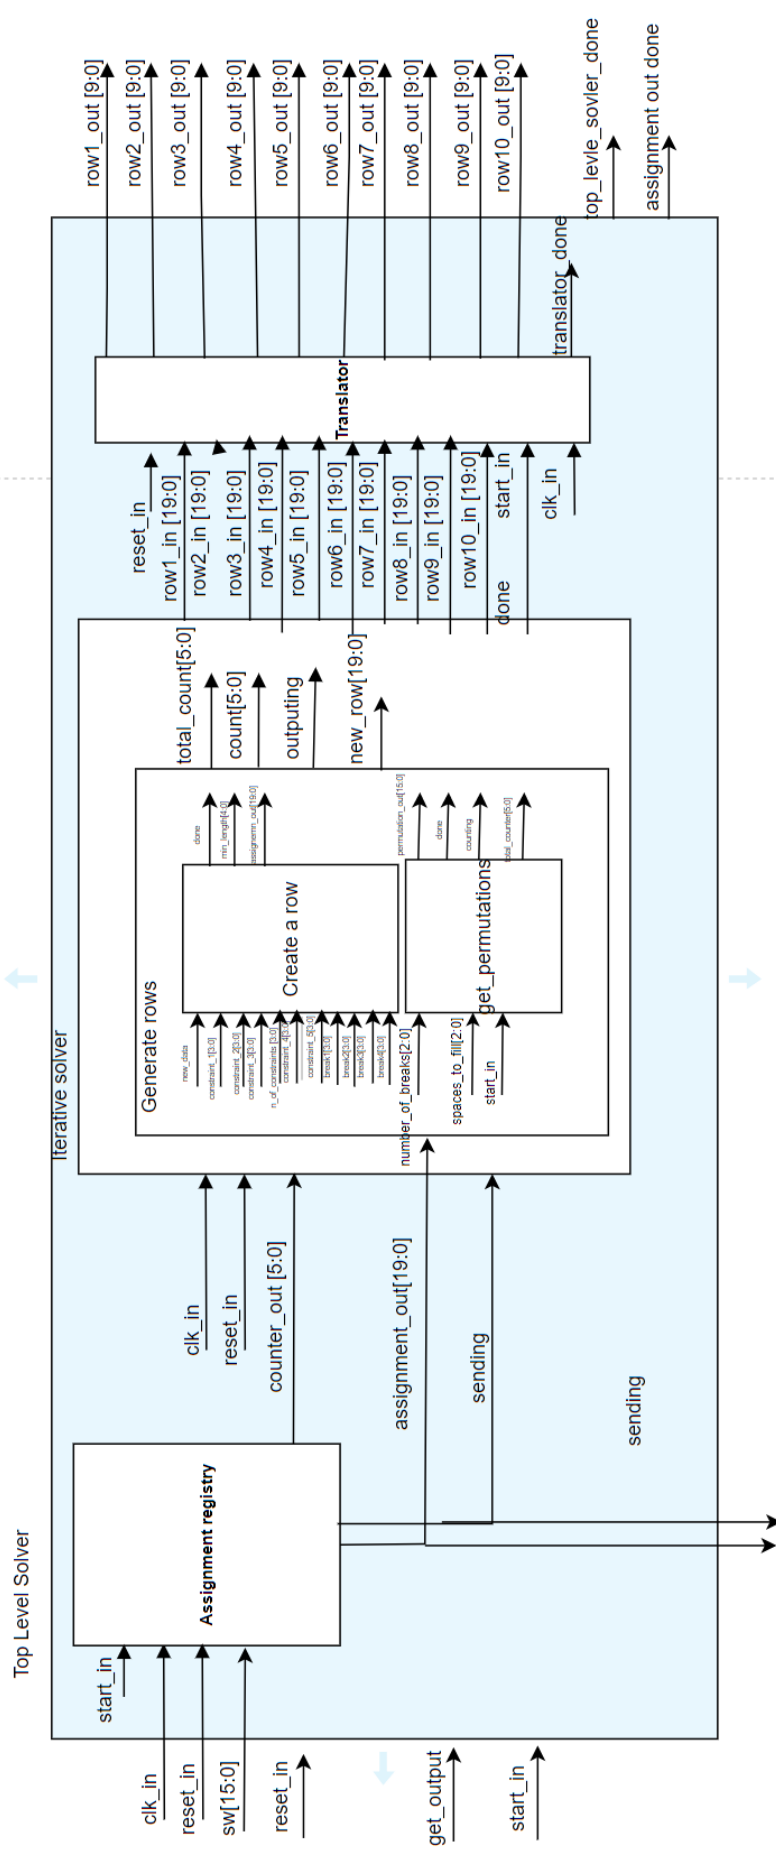 Top Level Solver
start_in
clk_in
reset_in
sw[15:0]
reset_in
get_output
start_in
Assignment registry
clk_in
reset_in
counter_out [5:0]
assignment_out[19:0]
sending
sending
Iterative solver
Generate rows
new_data
constraint_1[3:0]
constraint_2[3:0]
constraint_3[3:0]
n_of_constraints [3:0]
constraint_4[3:0]
constraint_5[3:0]
break1[3:0]
break2[3:0]
break3[3:0]
break4[3:0]
number_of_breaks[2:0]
spaces_to_fill[2:0]
start_in
Create a row
get_permutations
done
min_length[4:0]
assignemn_out[19:0]
permutation_out[15:0]
done
counting
total_counter[5:0]
total_count[5:0]
count[5:0]
outputing
new_row[19:0]
reset_in
row1_in [19:0]
row2_in [19:0]
row3_in [19:0]
row4_in [19:0]
row5_in [19:0]
row6_in [19:0]
row7_in [19:0]
row8_in [19:0]
row9_in [19:0]
row10_in [19:0]
done
start_in
clk_in
Translator
translator_done
row1_out [9:0]
row2_out [9:0]
row3_out [9:0]
row4_out [9:0]
row5_out [9:0]
row6_out [9:0]
row7_out [9:0]
row8_out [9:0]
row9_out [9:0]
row10_out [9:0]
top_levle_sovler_done
assignment out done